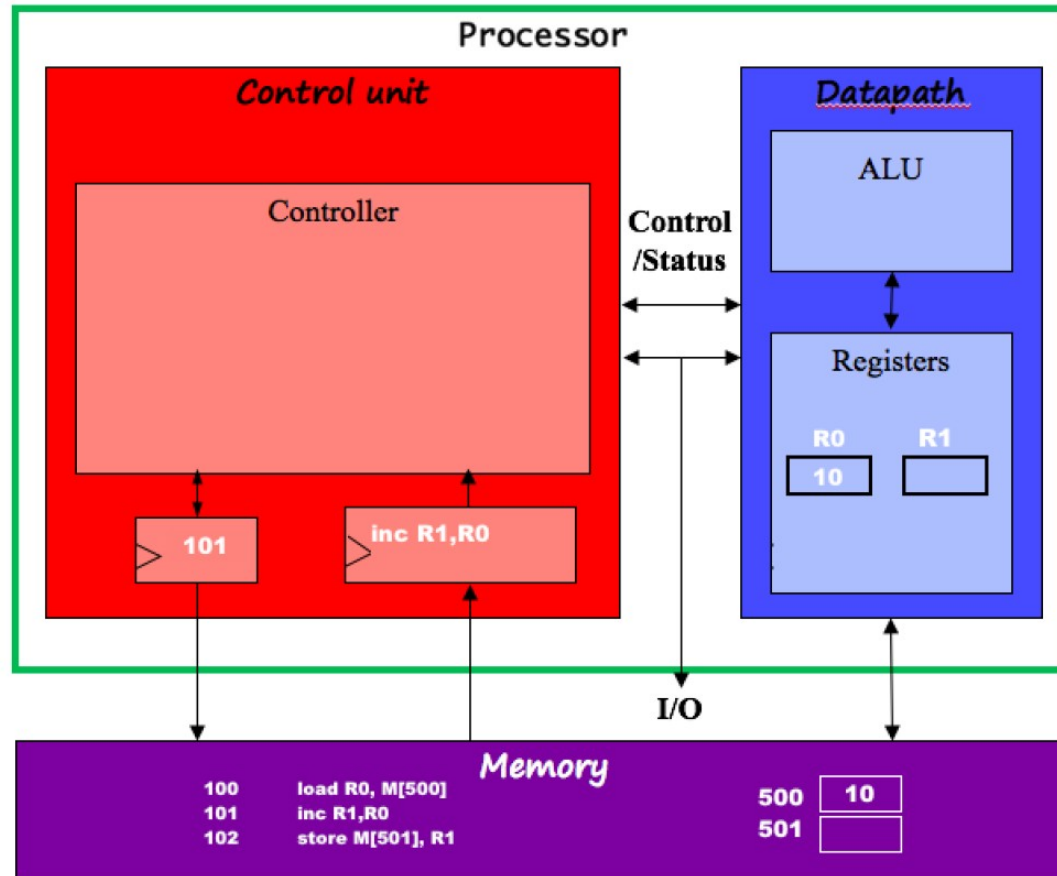 Processor
Control unit
Datapath
ALU
Controller
Control
/Status
Registers
R0 R1
10
101
inc R1,R0
I/O
Memory
100 load R0, M[500]
101 inc R1,R0
102 store M[501], R1
500 10
501